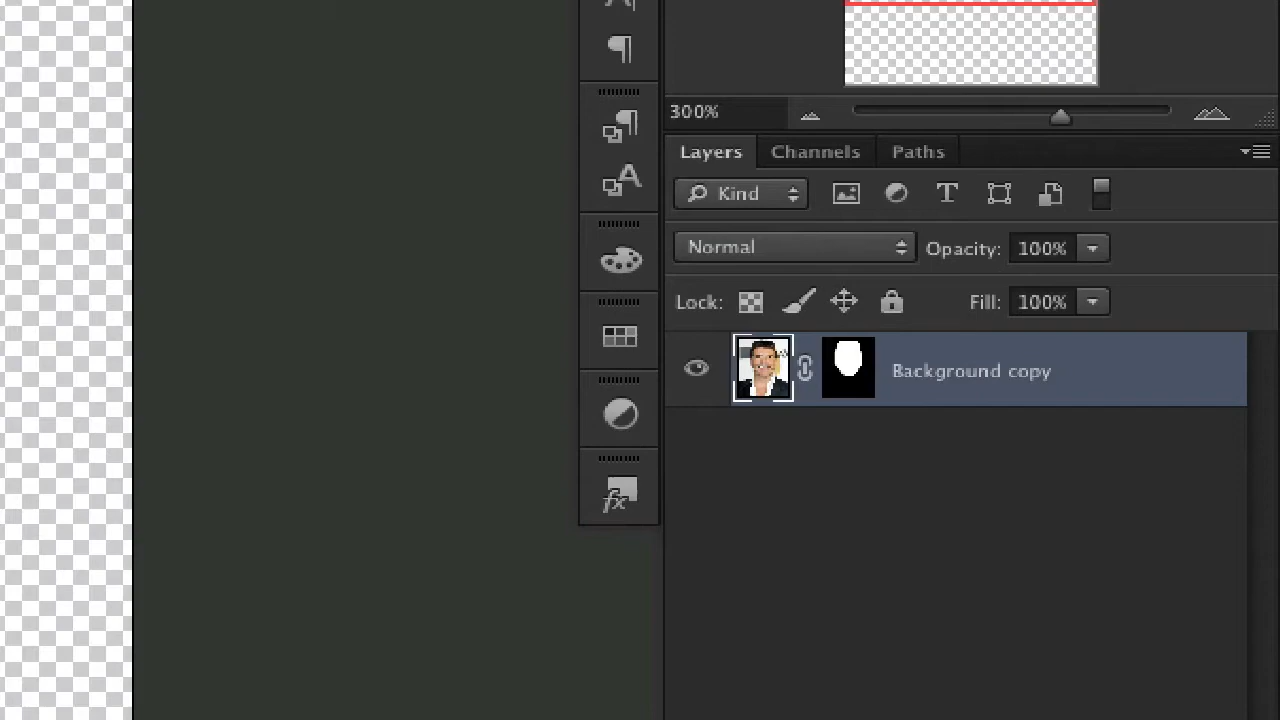 300%
Layers Channels Paths
Kind
Normal Opacity: 100%
Lock: Fill: 100%
Background copy